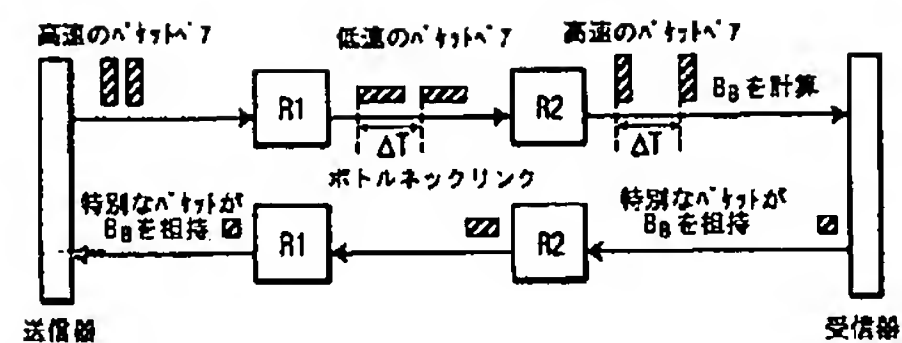 高速のパケットペア
低速のパケットペア
高速のパケットペア
R1
R2
BBを計算
ΔT
ΔT
ボトルネックリンク
特別なパケットが
BBを担持
特別なパケットが
BBを担持
R1
R2
送信器
受信器